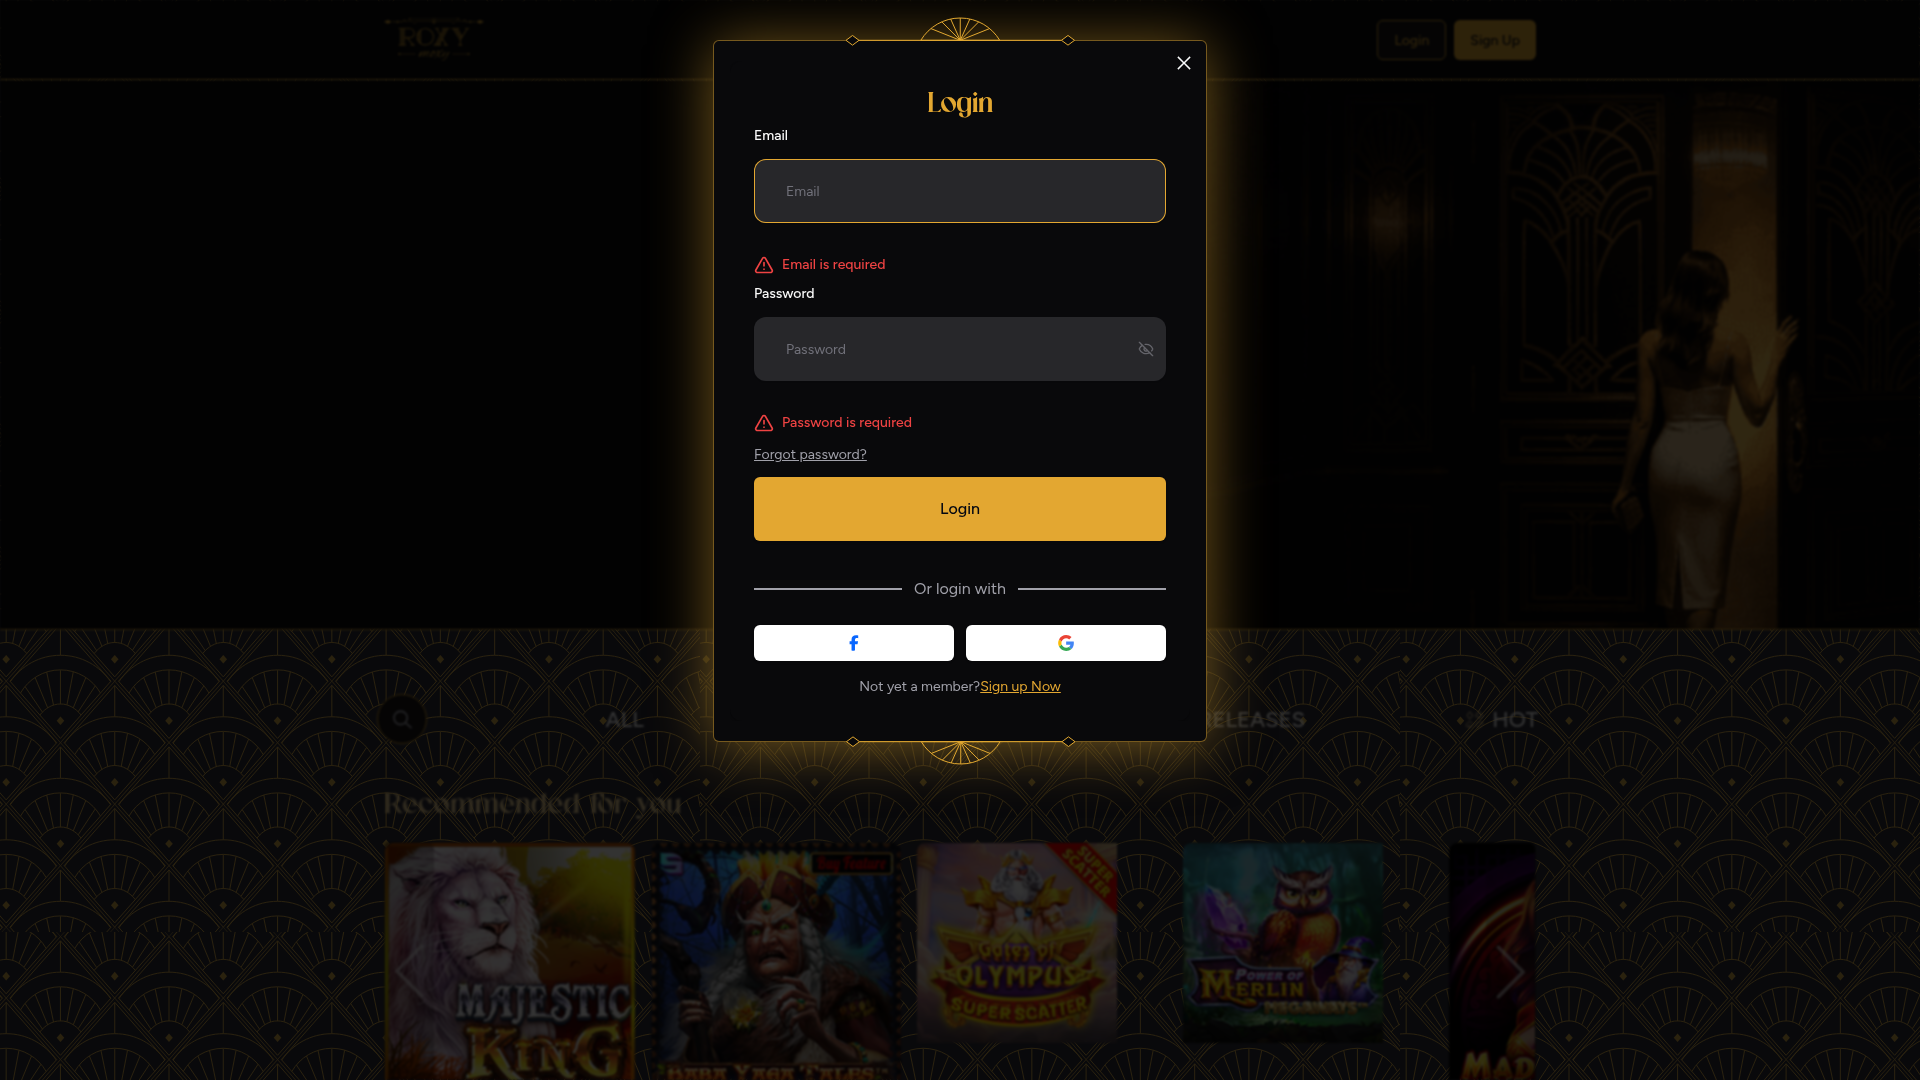 ROXY
Login
Sign Up
Login
Email
Email
Email is required
Password
Password
Password is required
Forgot password?
Login
Or login with
Not yet a member?Sign up Now
ALL
RELEASES
HOT
Recommended for you
MAJESTIC
KING
BABA YAGA TALES
SUPER
SCATTER
Gates of
OLYMPUS
SUPER SCATTER
POWER OF
MERLIN
MEGAWAYS
MAD